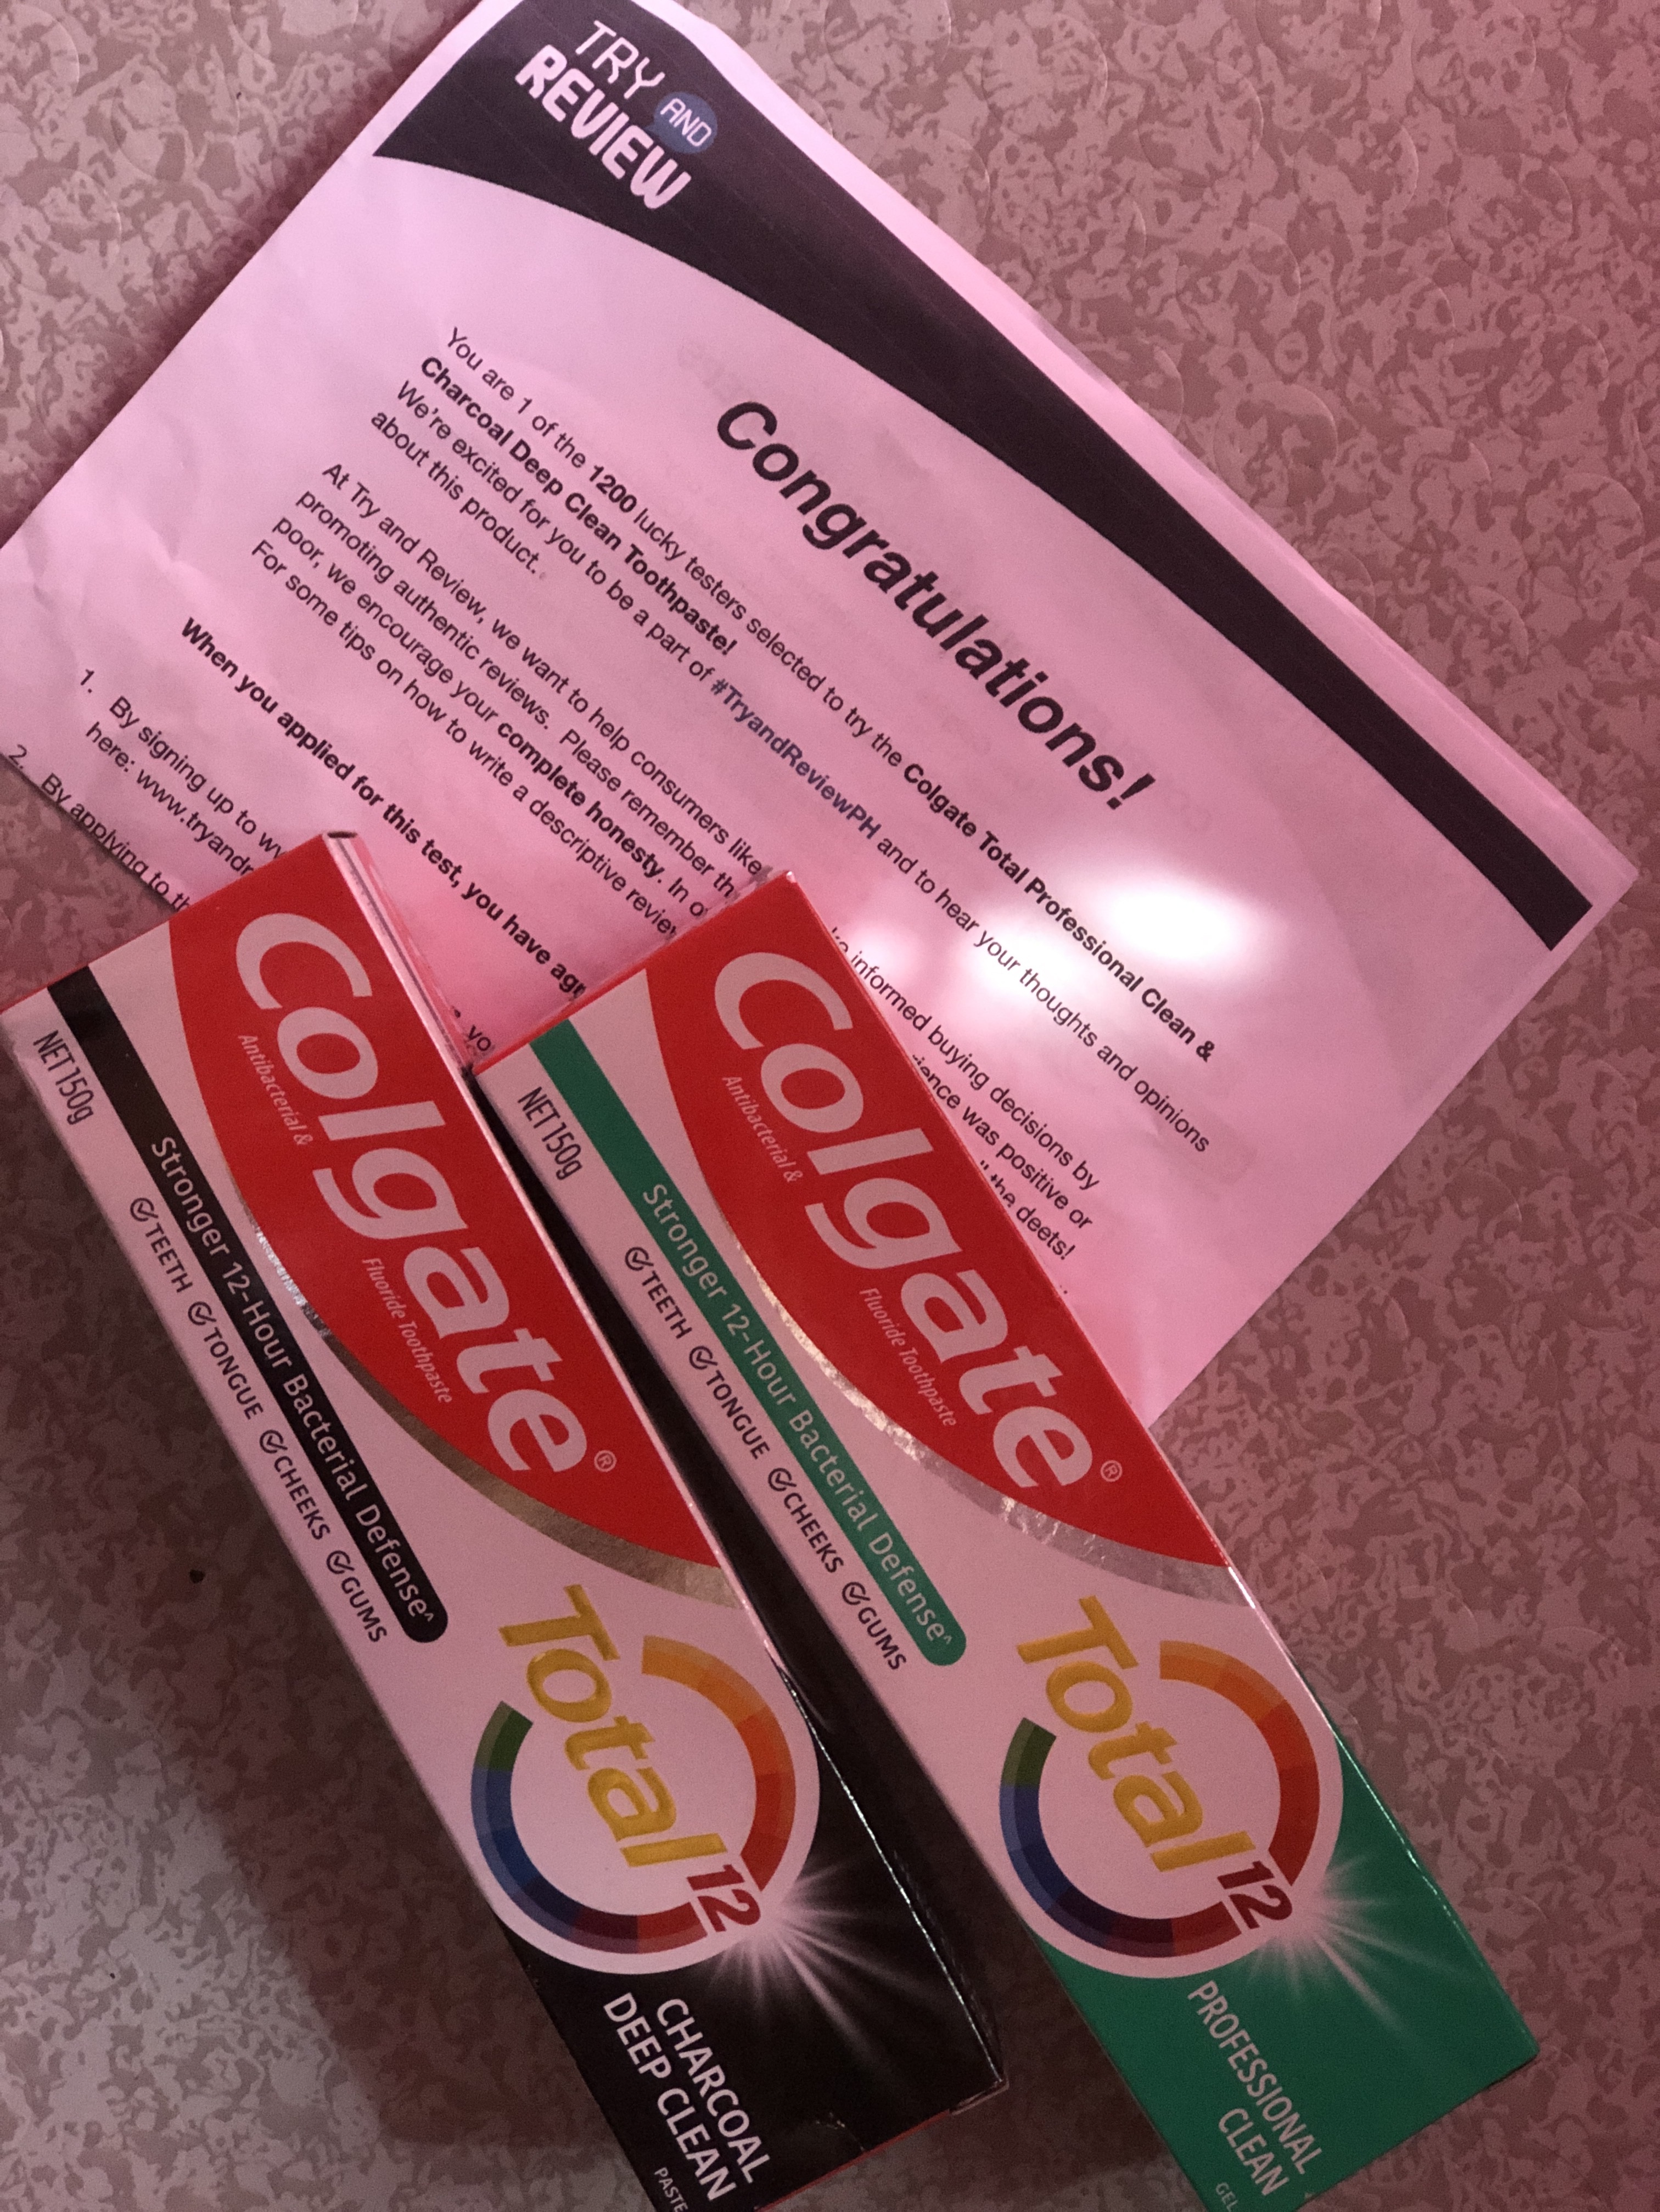 TRY AND
REVIEW
Congratulations!
You are 1 of the 1200 lucky testers selected to try the Colgate Total Professional Clean &
Charcoal Deep Clean Toothpaste!
We're excited for you to be a part of #TryandReviewPH and to hear your thoughts and opinions
about this product.
At Try and Review, we want to help consumers like informed buying decisions by
promoting authentic reviews. Please remember was positive or
poor, we encourage your complete honesty. In the deets!
For some tips on how to write a descriptive
When you applied for this test, you have
1. By signing up to
here:
2. By applying to
Colgate®
Antibacterial & Fluoride Toothpaste
NET 150g
Stronger 12-Hour Bacterial Defense^
TEETH TONGUE CHEEKS GUMS
Total 12
CHARCOAL
DEEP CLEAN
PASTE
Colgate®
Antibacterial & Fluoride Toothpaste
NET 150g
Stronger 12-Hour Bacterial Defense^
TEETH TONGUE CHEEKS GUMS
Total 12
PROFESSIONAL
CLEAN
GEL